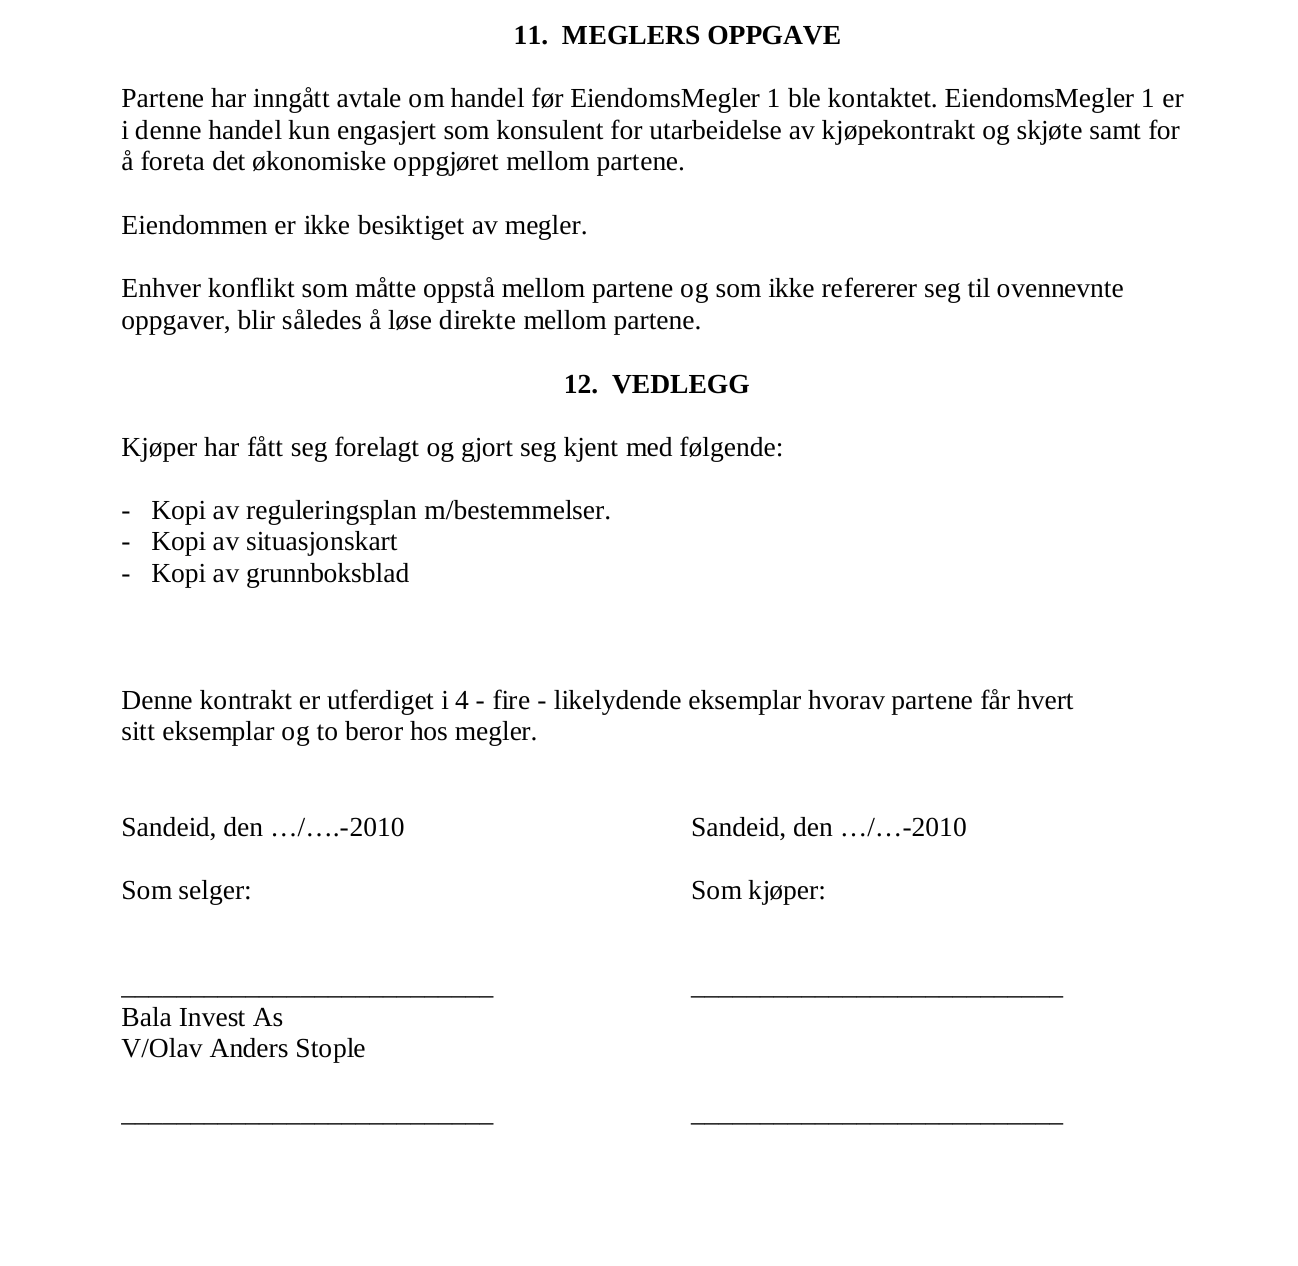 11. MEGLERS OPPGAVE
Partene har inngått avtale om handel før EiendomsMegler 1 ble kontaktet. EiendomsMegler 1 er
i denne handel kun engasjert som konsulent for utarbeidelse av kjøpekontrakt og skjøte samt for
å foreta det økonomiske oppgjøret mellom partene.
Eiendommen er ikke besiktiget av megler.
Enhver konflikt som måtte oppstå mellom partene og som ikke refererer seg til ovennevnte
oppgaver, blir således å løse direkte mellom partene.
12. VEDLEGG
Kjøper har fått seg forelagt og gjort seg kjent med følgende:
- Kopi av reguleringsplan m/bestemmelser.
- Kopi av situasjonskart
- Kopi av grunnboksblad
Denne kontrakt er utferdiget i 4 - fire - likelydende eksemplar hvorav partene får hvert
sitt eksemplar og to beror hos megler.
Sandeid, den …/….-2010 Sandeid, den …/…-2010
Som selger: Som kjøper:
___________________________ ___________________________
Bala Invest As
V/Olav Anders Stople
___________________________ ___________________________